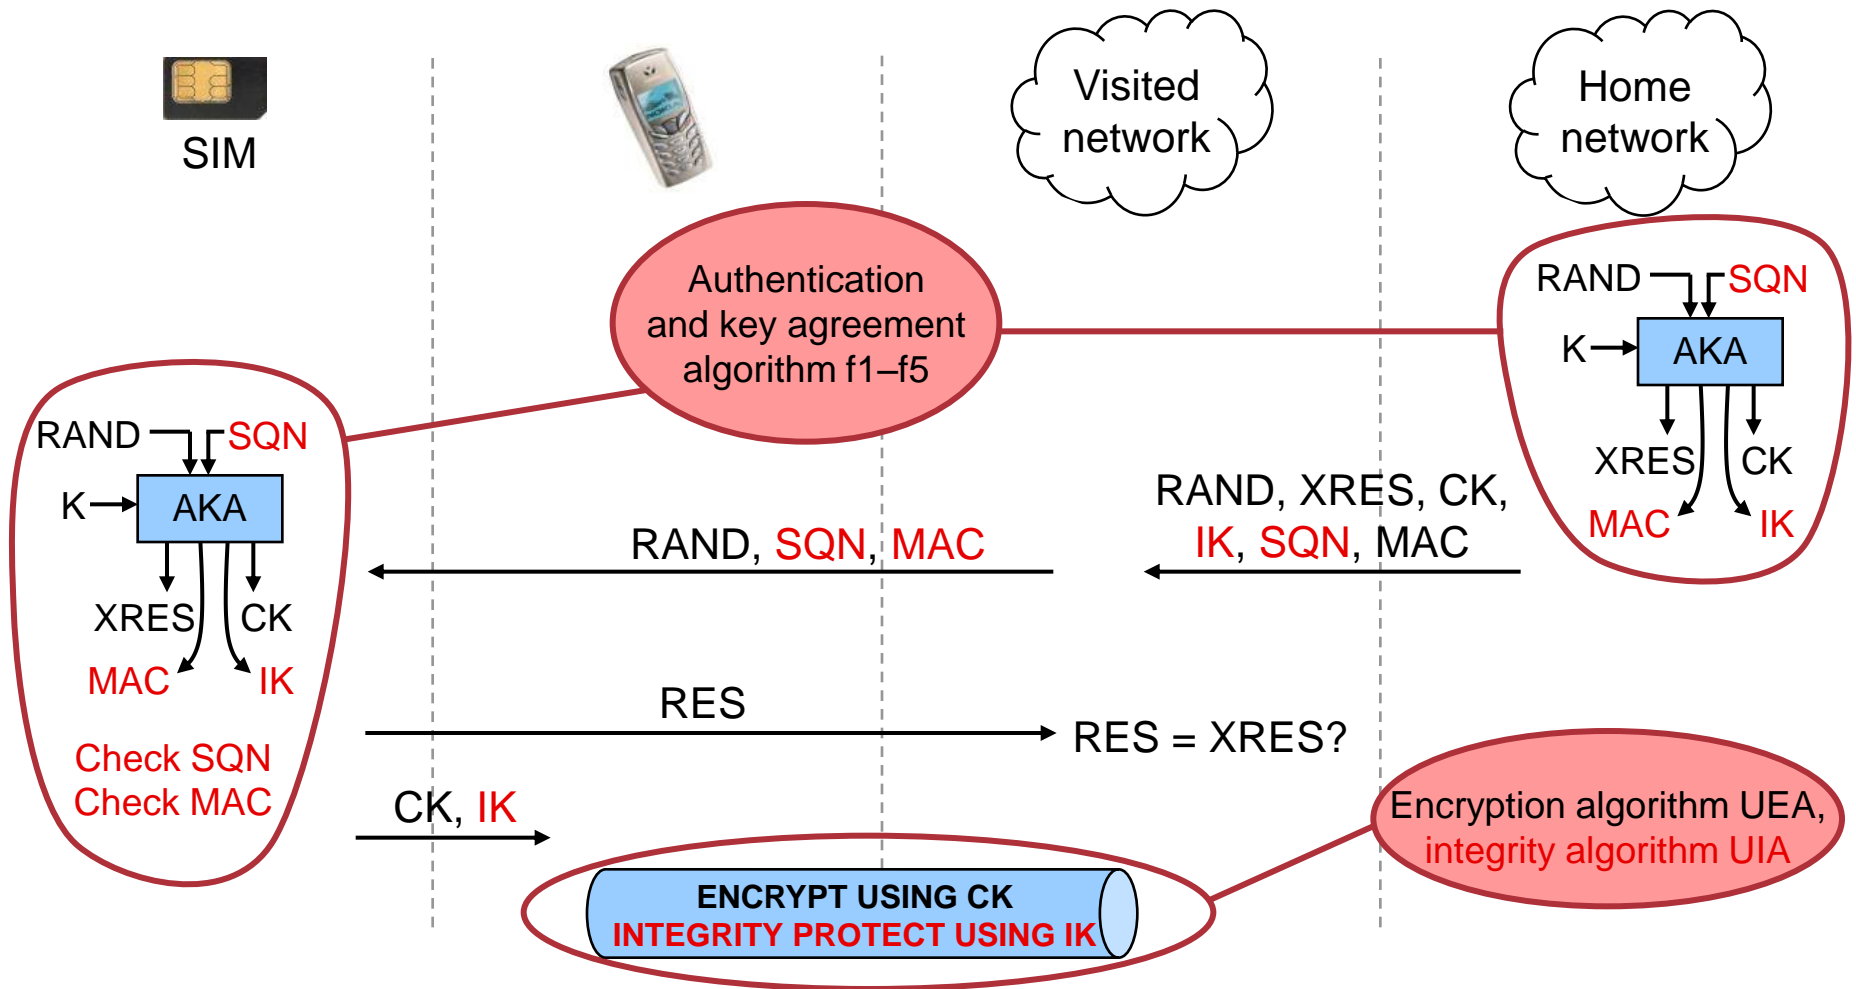 SIM
Visited
network
Home
network
Authentication
and key agreement
algorithm f1–f5
RAND
SQN
K
AKA
XRES
CK
MAC
IK
RAND
SQN
K
AKA
XRES
CK
MAC
IK
Check SQN
Check MAC
RAND, XRES, CK,
IK, SQN, MAC
RAND, SQN, MAC
RES
RES = XRES?
CK, IK
Encryption algorithm UEA,
integrity algorithm UIA
ENCRYPT USING CK
INTEGRITY PROTECT USING IK